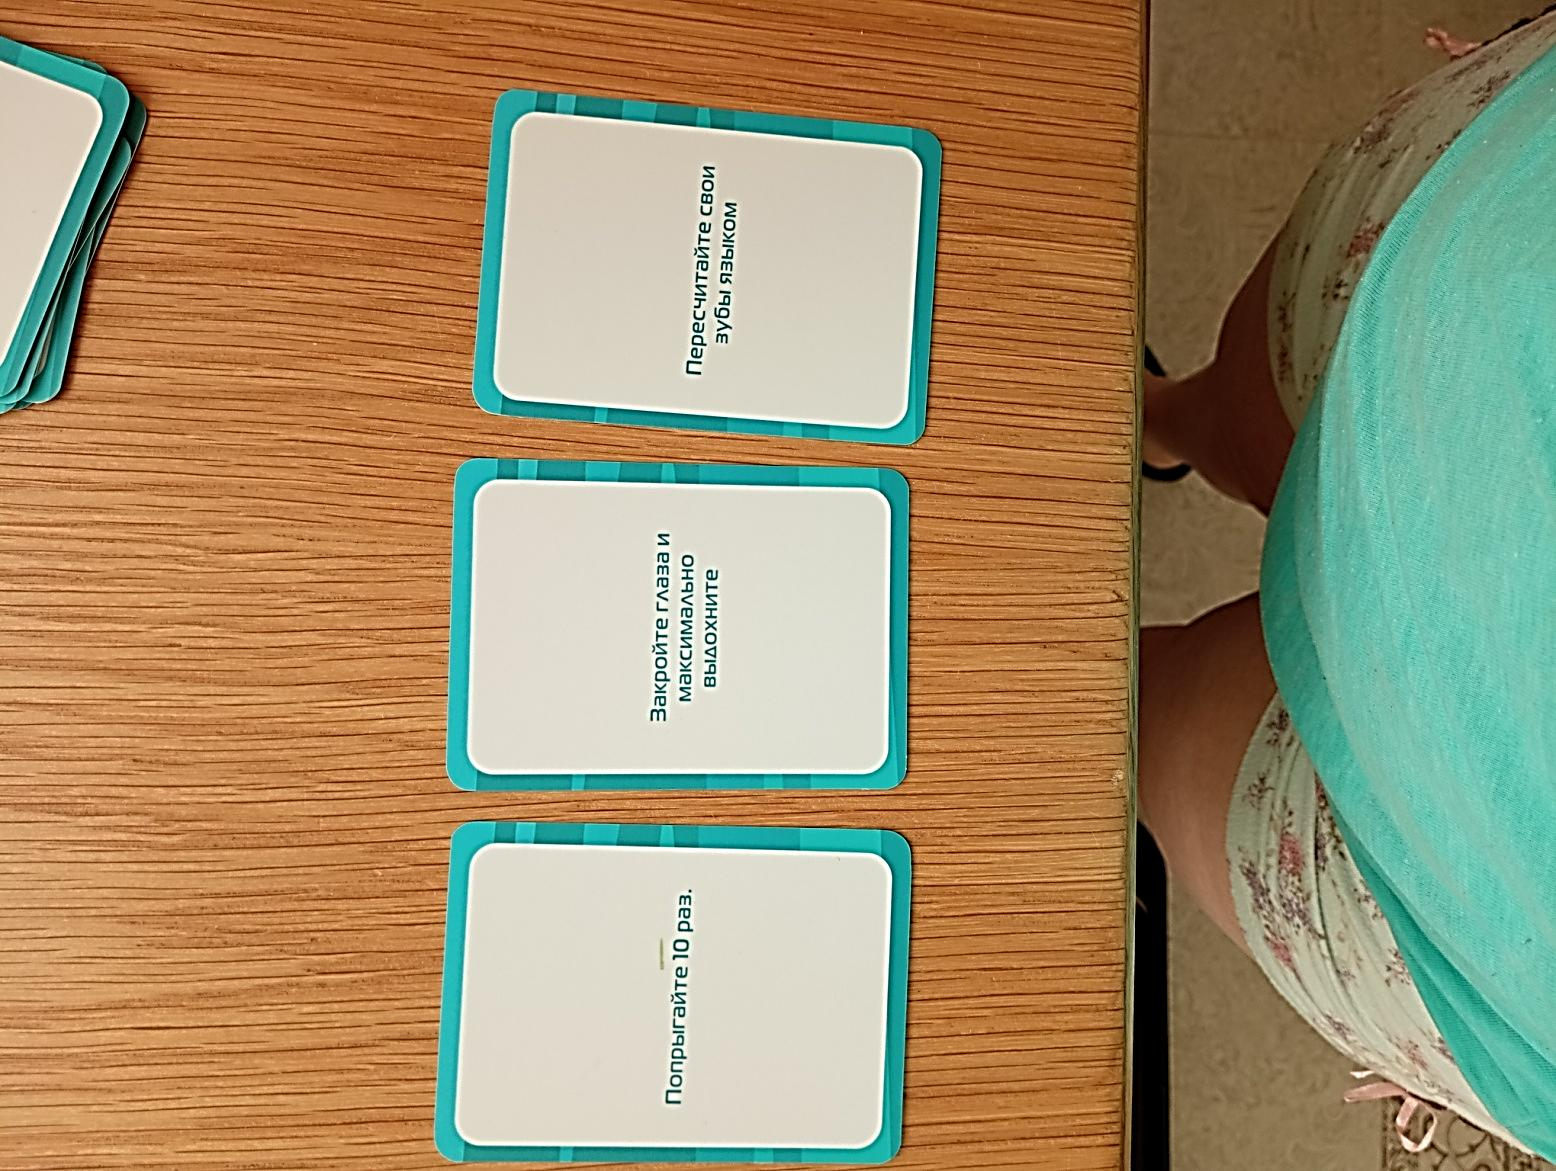 Пересчитайте свои
зубы языком
Закройте глаза и
максимально
выдохните
Попрыгайте 10 раз.